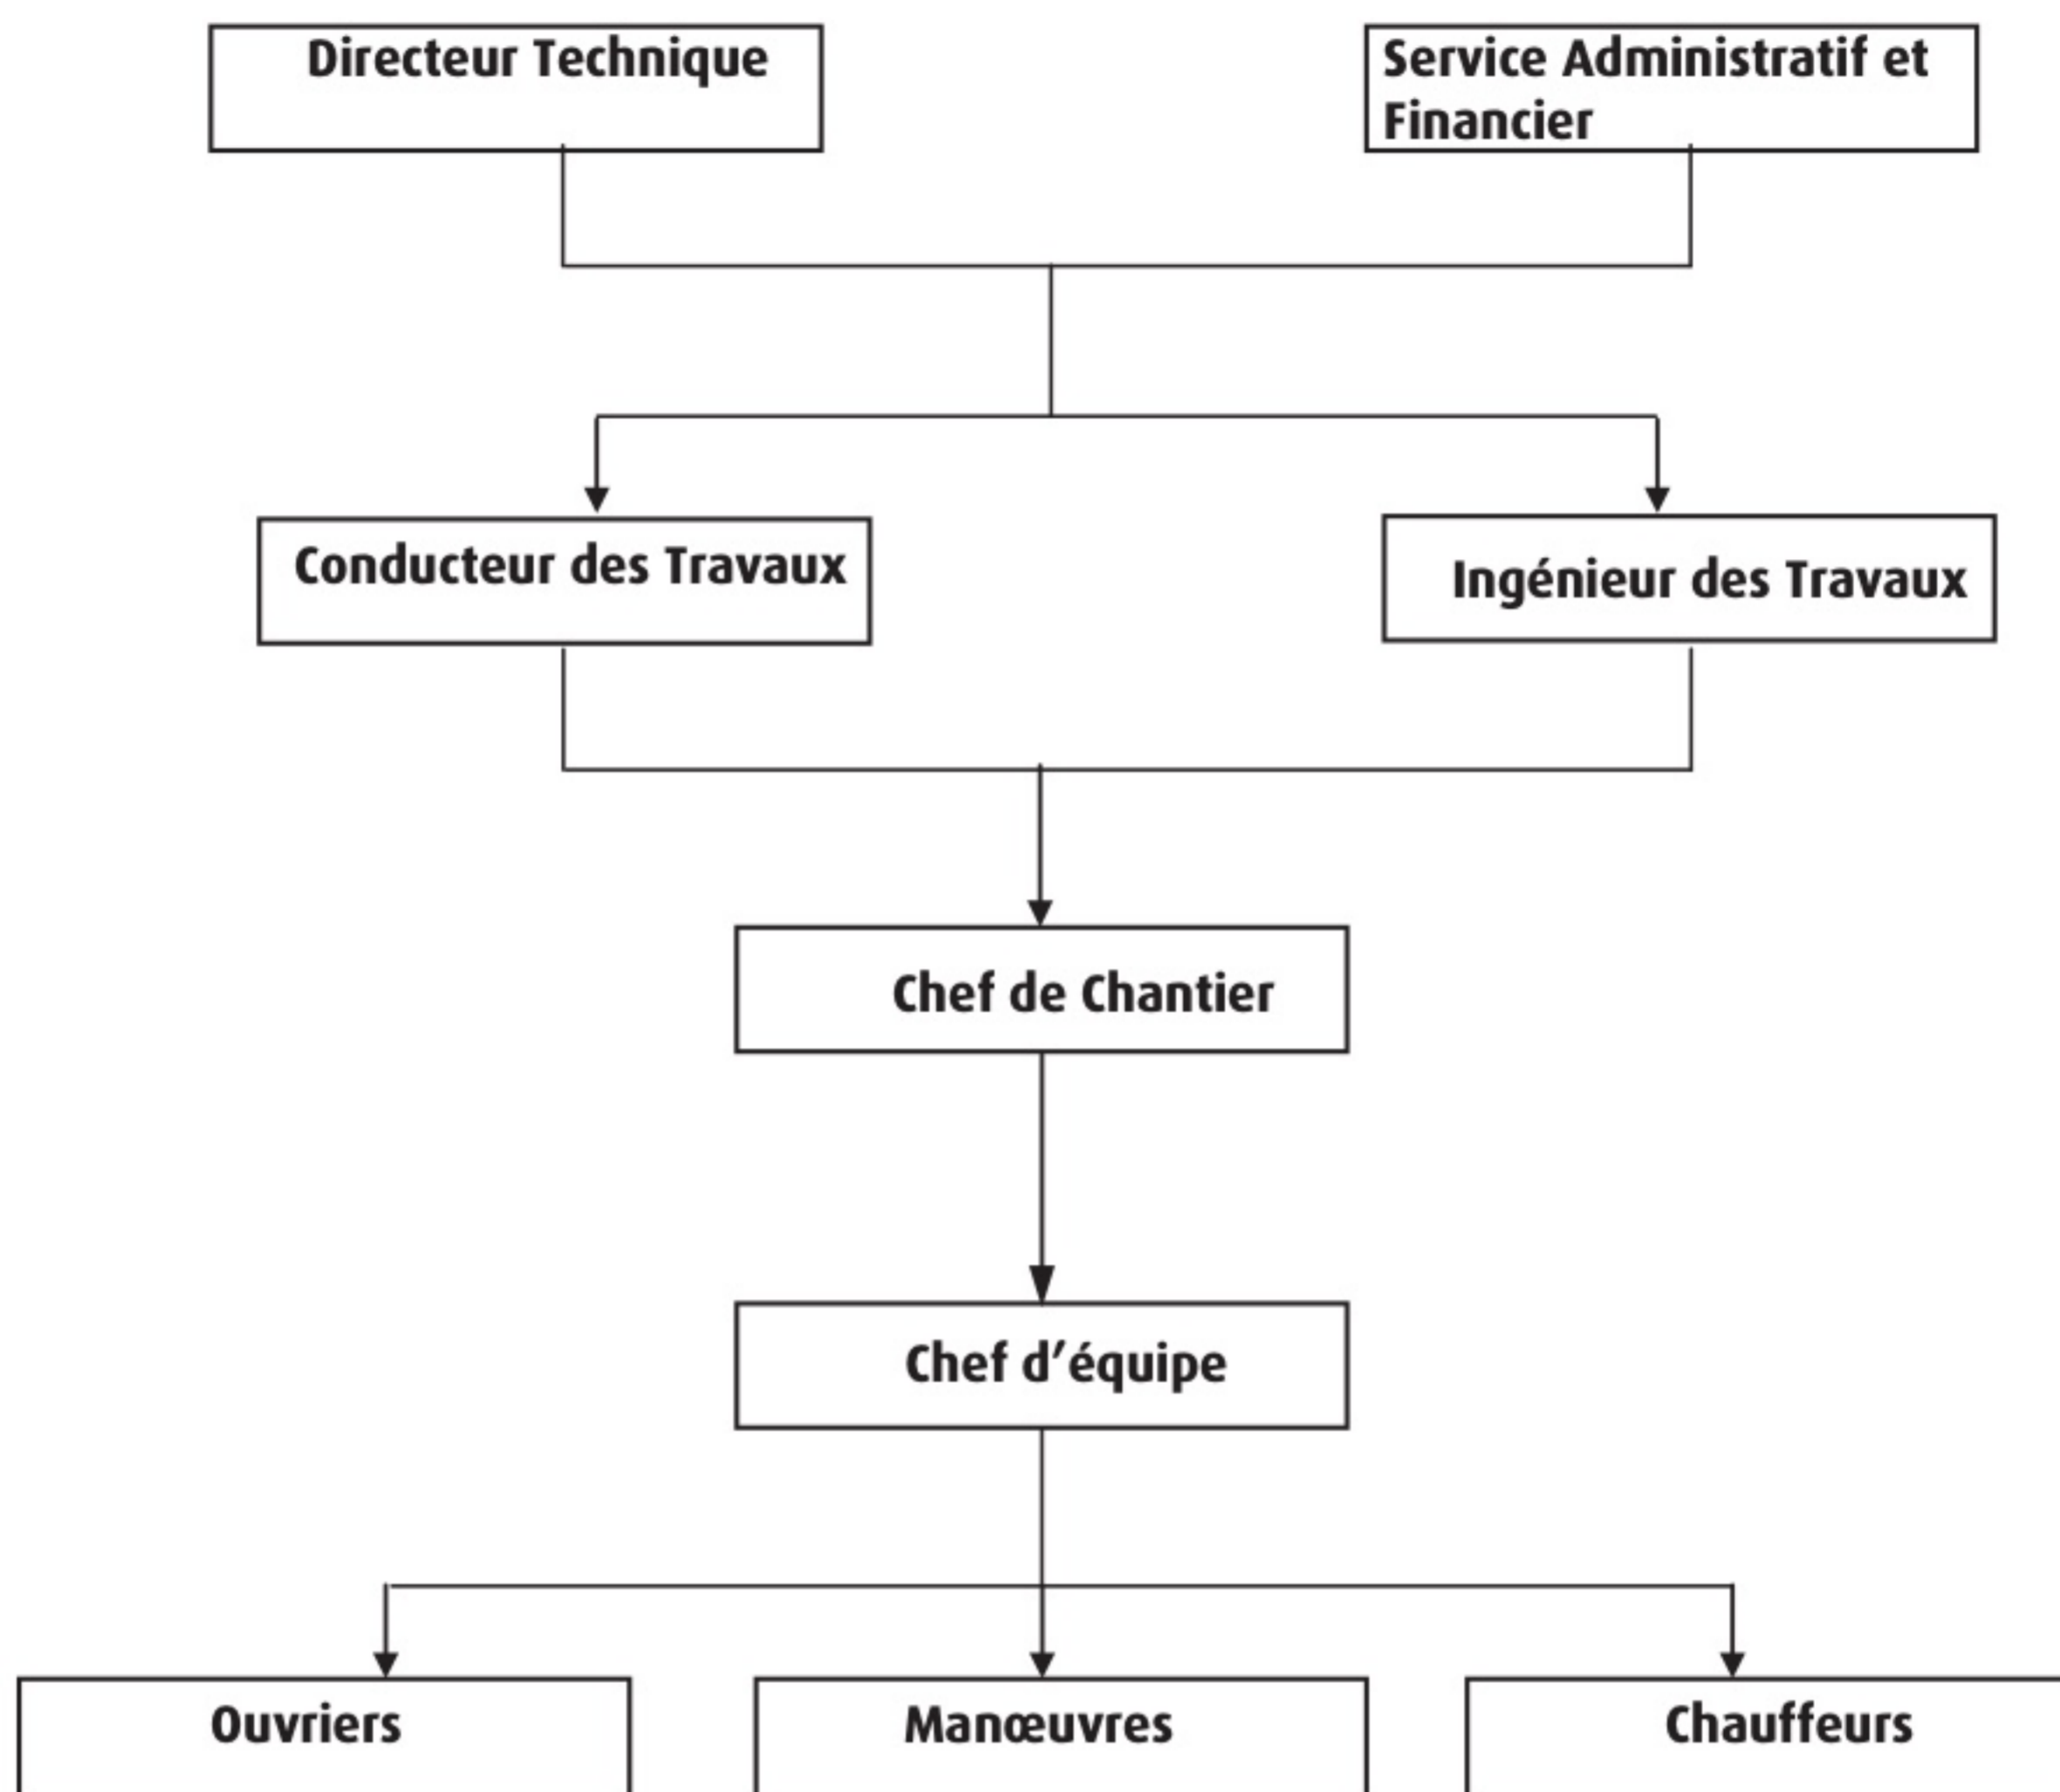 Directeur Technique
Service Administratif et
Financier
Conducteur des Travaux
Ingénieur des Travaux
Chef de Chantier
Chef d’équipe
Ouvriers
Manœuvres
Chauffeurs